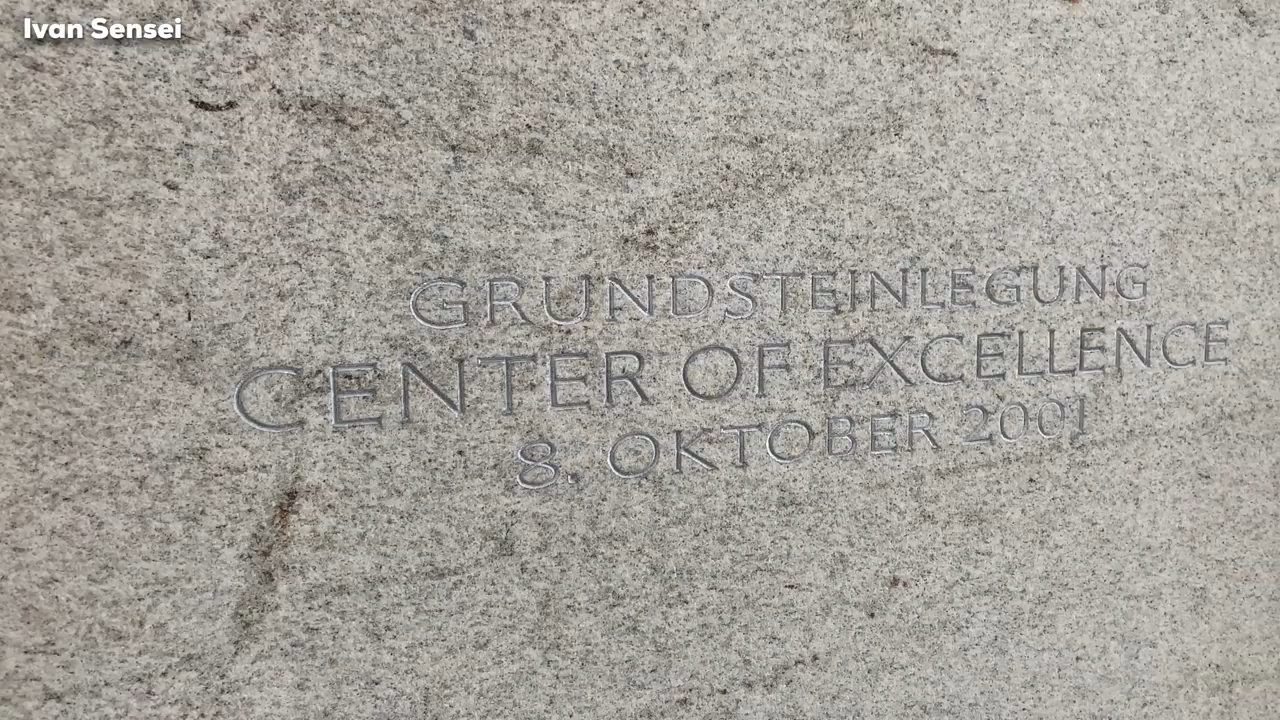 Ivan Sensei
GRUNDSTEINLEGUNG
CENTER OF EXCELLENCE
8. OKTOBER 2001